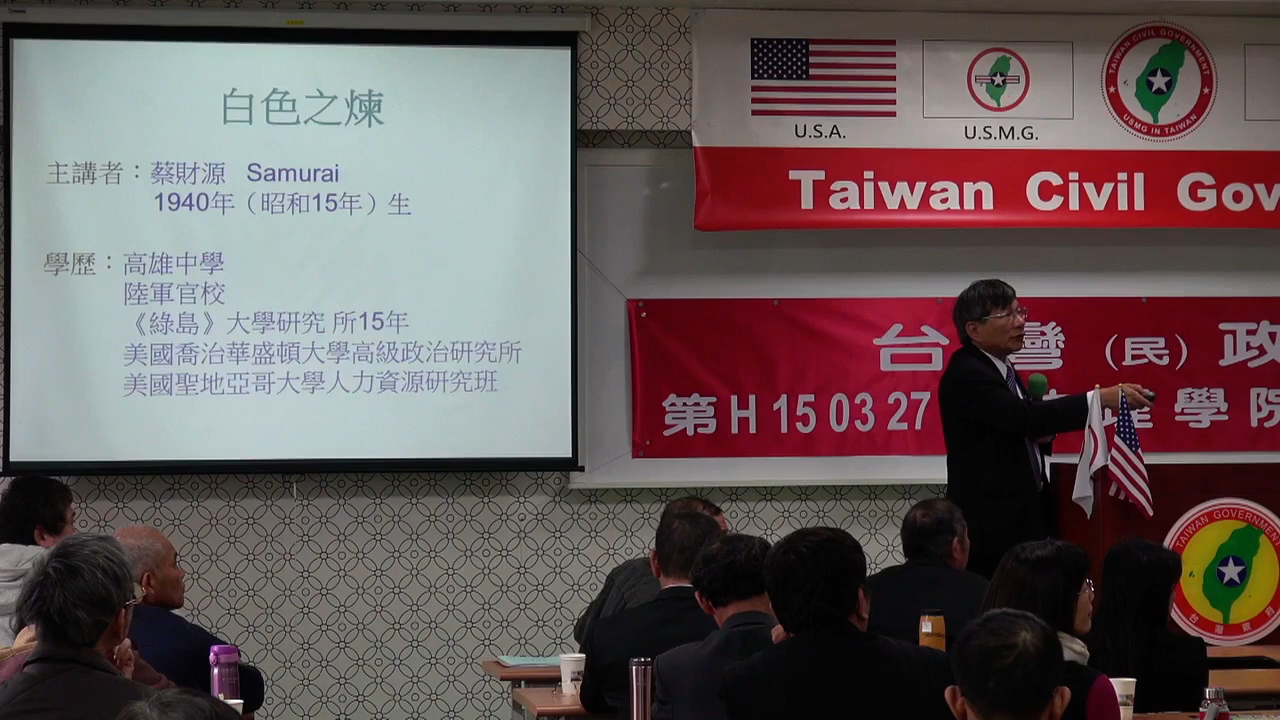 白色之煉
主講者：蔡財源 Samurai
1940年（昭和15年）生
學歷：高雄中學
陸軍官校
《綠島》大學研究 所15年
美國喬治華盛頓大學高級政治研究所
美國聖地亞哥大學人力資源研究班
U.S.A.
U.S.M.G.
TAIWAN CIVIL GOVERNMENT
USMG IN TAIWAN
Taiwan Civil Gov
台灣（民）政
第H 15 03 27
理學院
TAIWAN GOVERNMENT
台灣政府